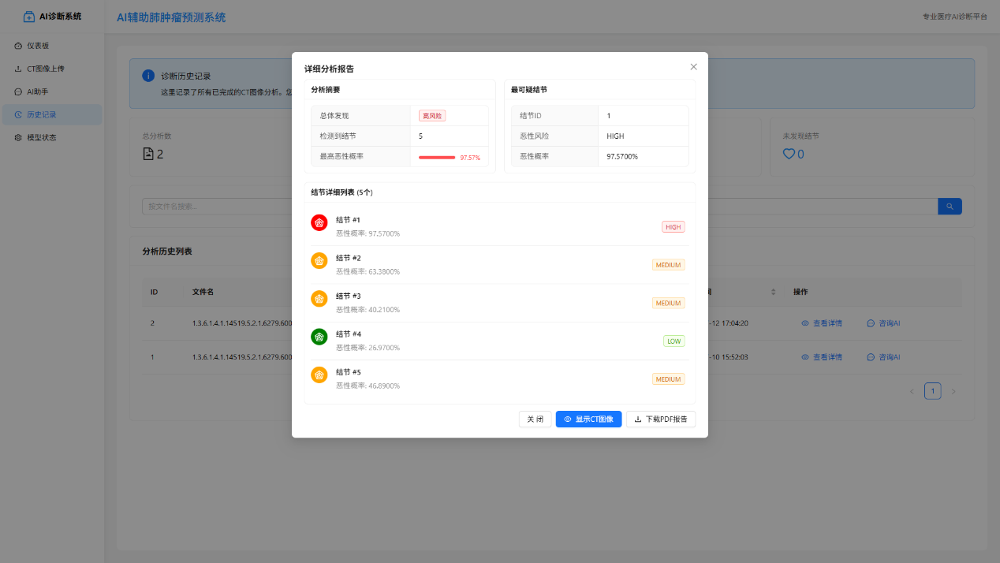 AI诊断系统
AI辅助肺肿瘤预测系统
专业医疗AI诊断平台
仪表板
CT图像上传
AI助手
历史记录
模型状态
诊断历史记录
这里记录了所有已完成的CT图像分析。您
总分析数
2
未发现结节
0
按文件名搜索...
分析历史列表
ID 文件名 操作
2 1.3.6.1.4.1.14519.5.2.1.6279.600 -12 17:04:20 查看详情 咨询AI
1 1.3.6.1.4.1.14519.5.2.1.6279.600 -10 15:52:03 查看详情 咨询AI
1
详细分析报告
分析摘要
总体发现 高风险
检测到结节 5
最高恶性概率 97.57%
最可疑结节
结节ID 1
恶性风险 HIGH
恶性概率 97.5700%
结节详细列表 (5个)
结节 #1
恶性概率: 97.5700%
HIGH
结节 #2
恶性概率: 63.3800%
MEDIUM
结节 #3
恶性概率: 40.2100%
MEDIUM
结节 #4
恶性概率: 26.9700%
LOW
结节 #5
恶性概率: 46.8900%
MEDIUM
关 闭
显示CT图像
下载PDF报告